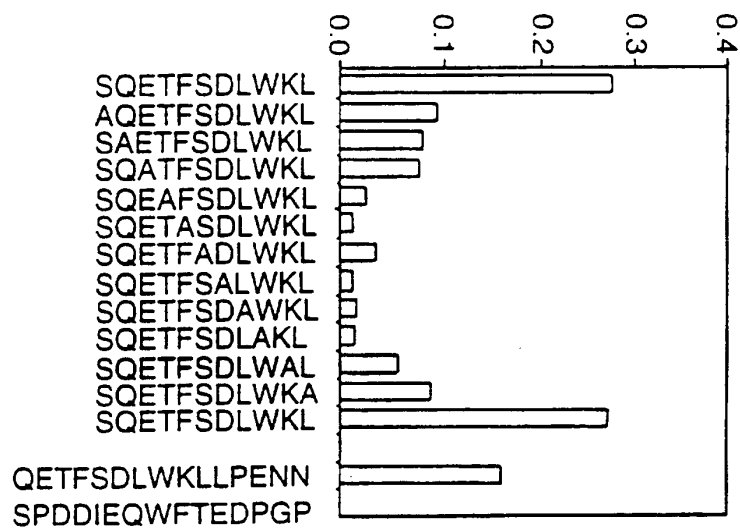 0.0 0.1 0.2 0.3 0.4
SQETFSDLWKL
AQETFSDLWKL
SAETFSDLWKL
SQATFSDLWKL
SQEAFSDLWKL
SQETASDLWKL
SQETFADLWKL
SQETFSALWKL
SQETFSDAWKL
SQETFSDLAKL
SQETFSDLWAL
SQETFSDLWKA
SQETFSDLWKL
QETFSDLWKLLPENN
SPDDIEQWFTEDPGP